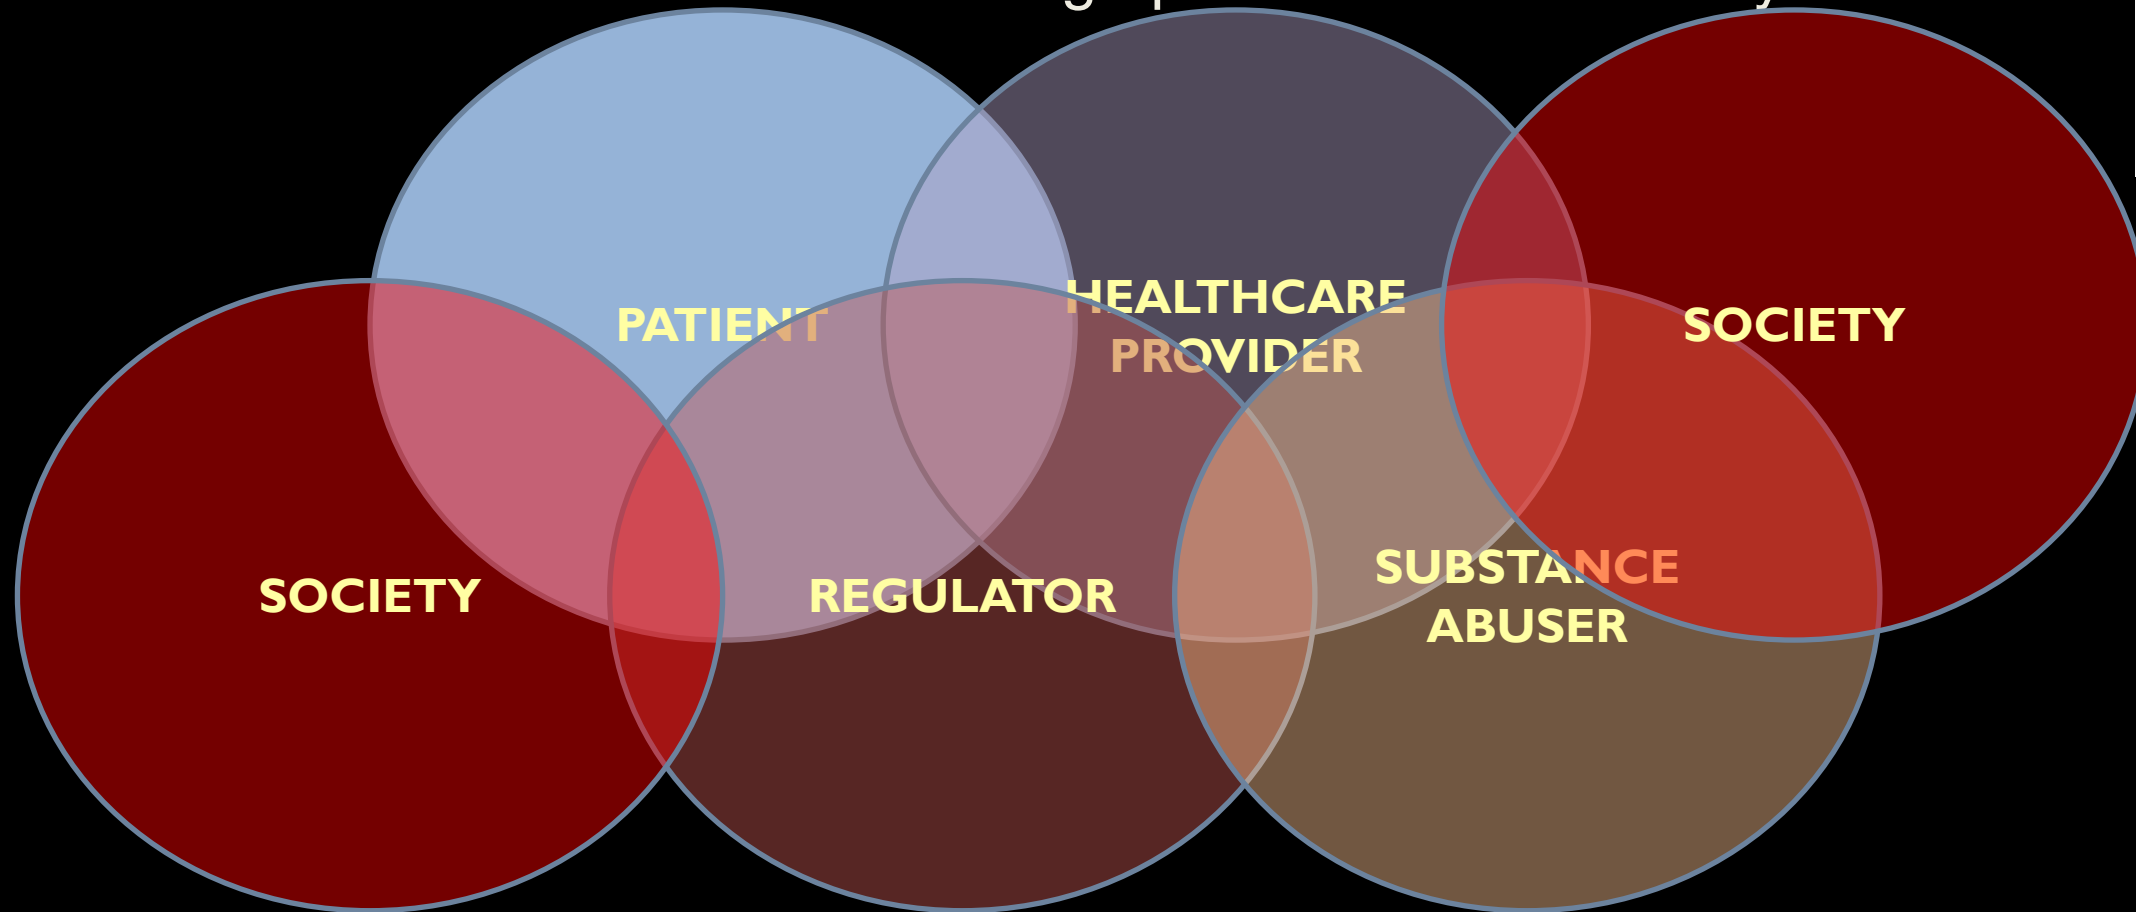 PATIENT
HEALTHCARE
PROVIDER
SOCIETY
SOCIETY
REGULATOR
SUBSTANCE
ABUSER